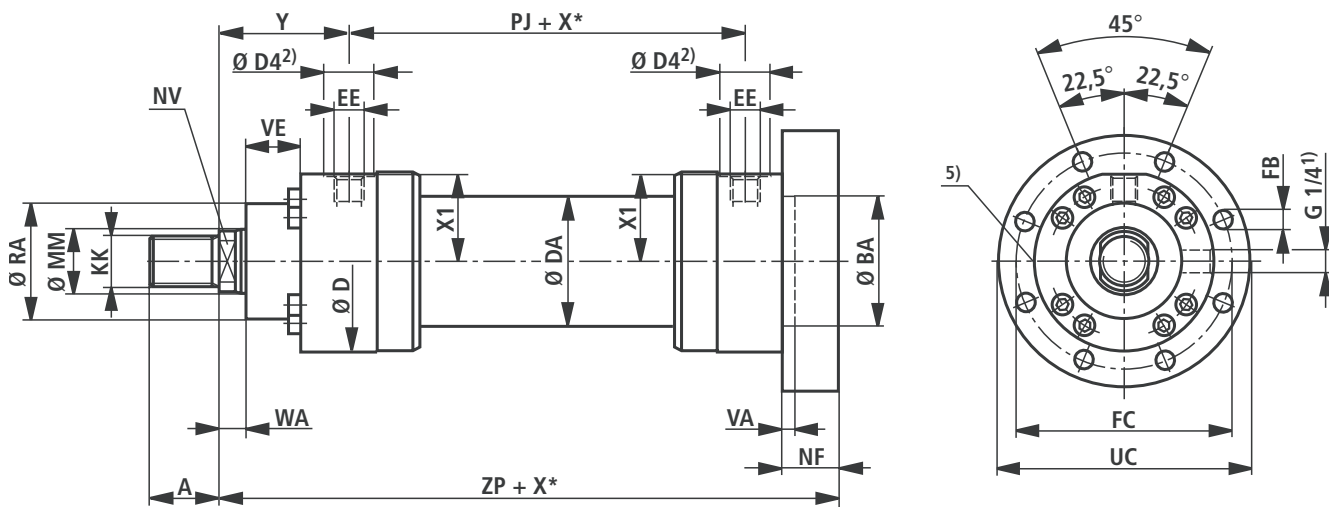 Y
PJ + X*
Ø D4²⁾
Ø D4²⁾
NV
EE
EE
VE
Ø RA
Ø MM
KK
Ø D
X1
Ø DA
X1
Ø BA
WA
VA
NF
A
ZP + X*
45°
22,5°
22,5°
5)
FB
G 1/4¹⁾
FC
UC